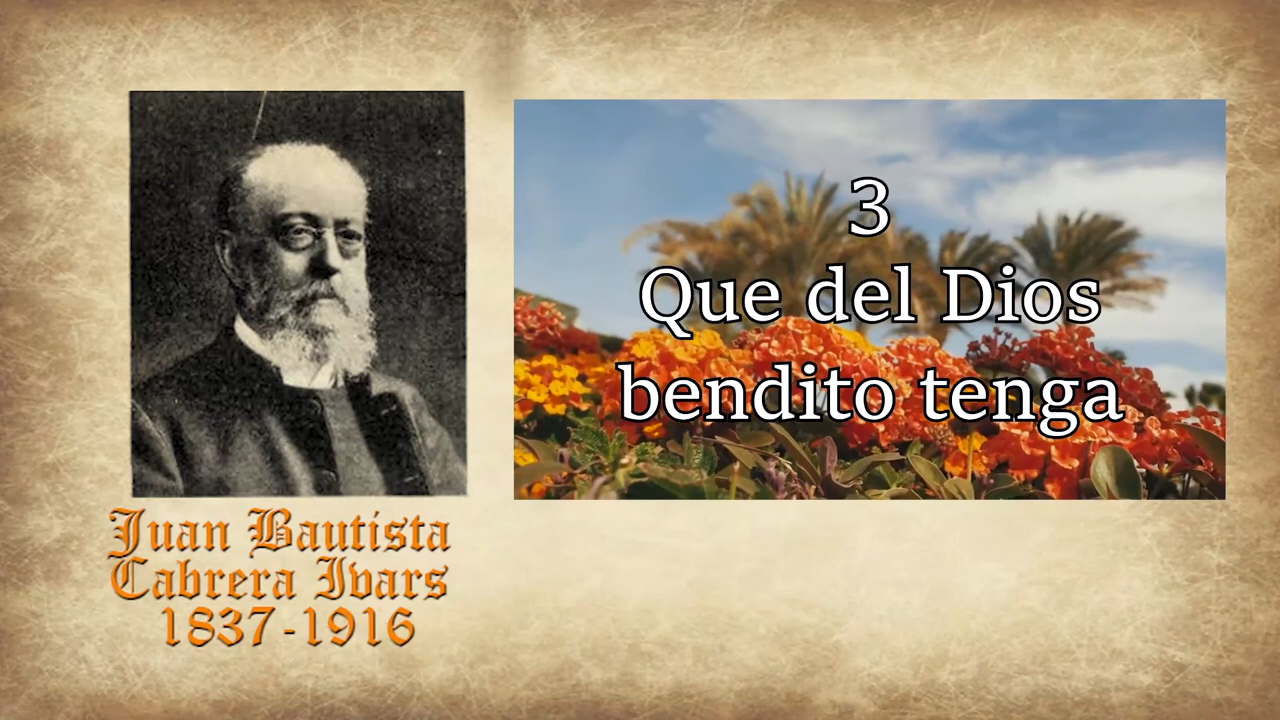 3
Que del Dios
bendito tenga
Juan Bautista
Cabrera Ivars
1837-1916